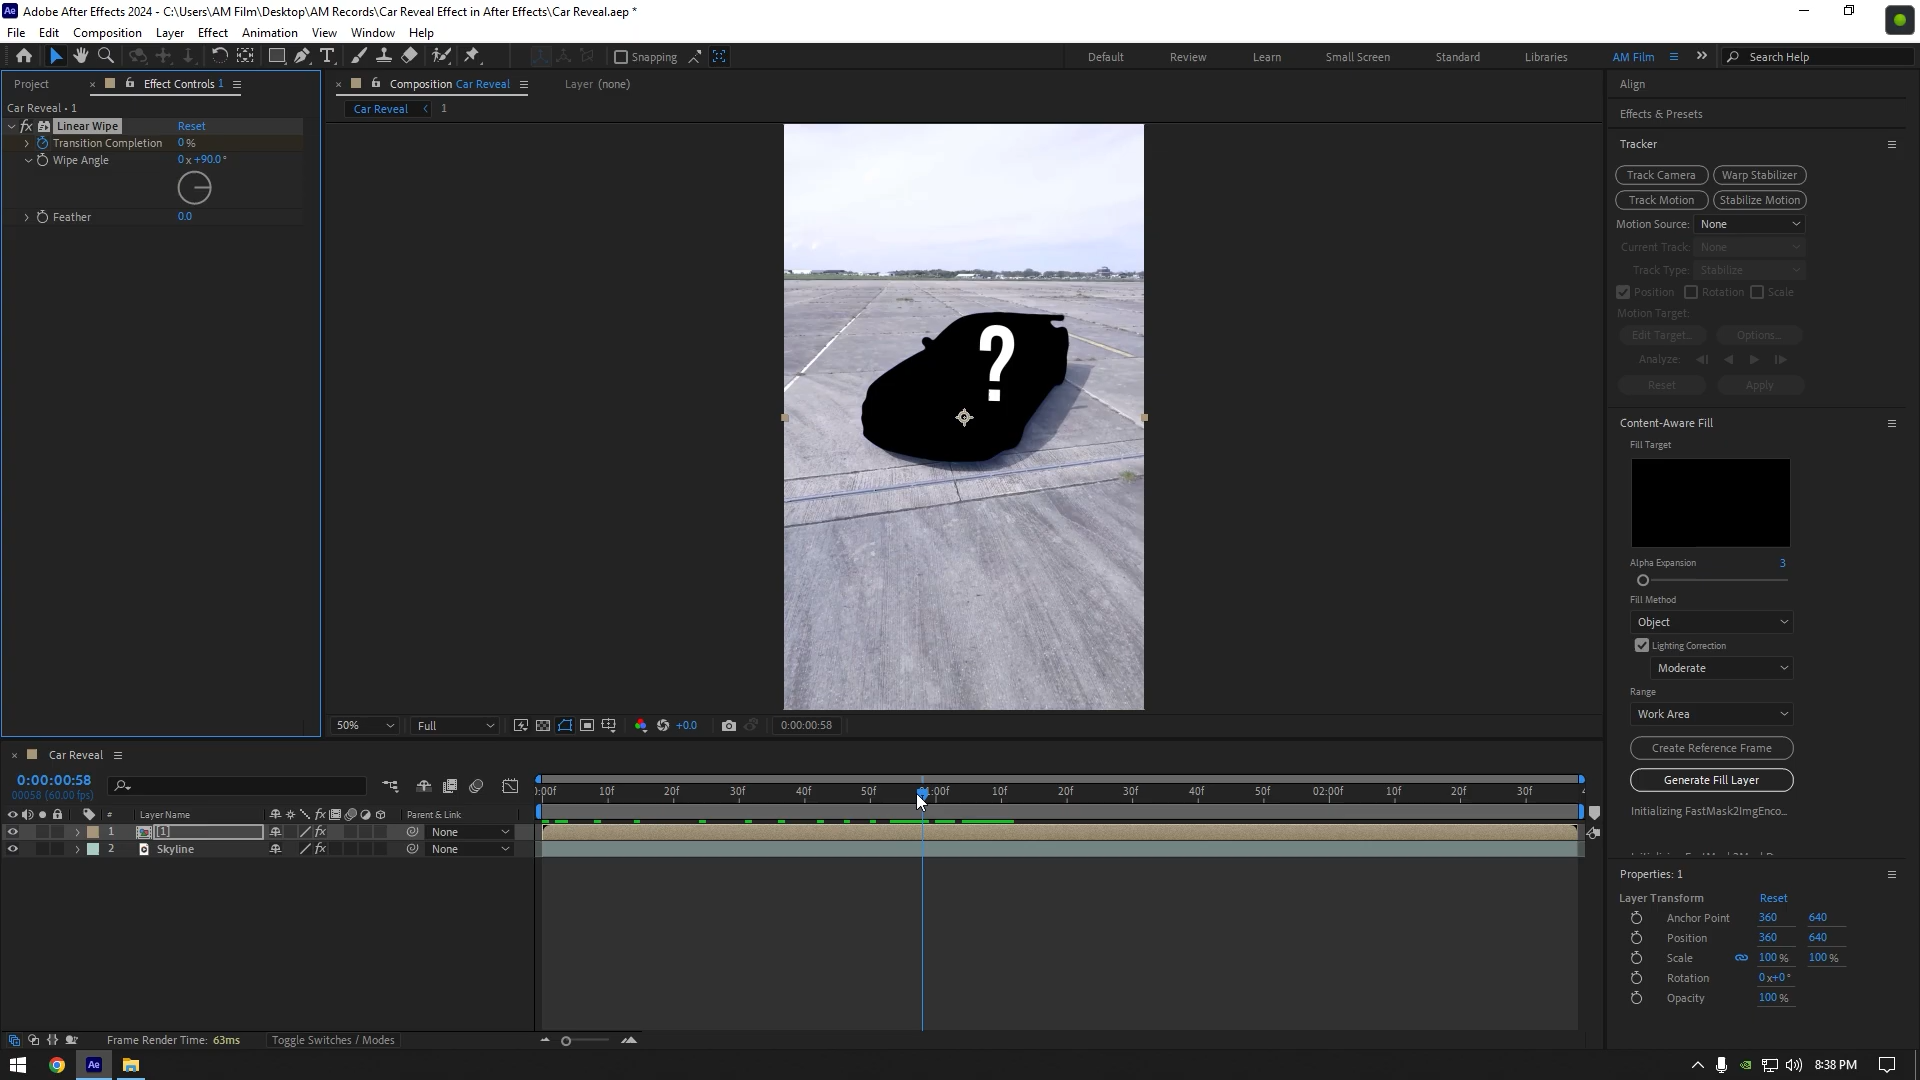 Adobe After Effects 2024 - C:\Users\AM Film\Desktop\AM Records\Car Reveal Effect in After Effects\Car Reveal.aep *
File Edit Composition Layer Effect Animation View Window Help
Snapping
Default Review Learn Small Screen Standard Libraries AM Film Search Help
Project Effect Controls 1
Car Reveal • 1
fx Linear Wipe Reset
Transition Completion 0 %
Wipe Angle 0 x +90.0 °
Feather 0.0
Composition Car Reveal Layer (none)
Car Reveal 1
?
50% Full +0.0 0:00:00:58
Align
Effects & Presets
Tracker
Track Camera Warp Stabilizer
Track Motion Stabilize Motion
Motion Source: None
Current Track: None
Track Type: Stabilize
Position Rotation Scale
Motion Target:
Edit Target... Options...
Analyze:
Reset Apply
Content-Aware Fill
Fill Target
Alpha Expansion 3
Fill Method
Object
Lighting Correction
Moderate
Range
Work Area
Create Reference Frame
Generate Fill Layer
Initializing FastMask2ImgEnco...
Properties: 1
Layer Transform Reset
Anchor Point 360 640
Position 360 640
Scale 100 % 100 %
Rotation 0 x+0 °
Opacity 100 %
Car Reveal
0:00:00:58
00058 (60.00 fps)
):00f 10f 20f 30f 40f 50f 01:00f 10f 20f 30f 40f 50f 02:00f 10f 20f 30f
# Layer Name fx Parent & Link
1 [1] fx None
2 Skyline fx None
Frame Render Time: 63ms Toggle Switches / Modes
Ae 8:38 PM